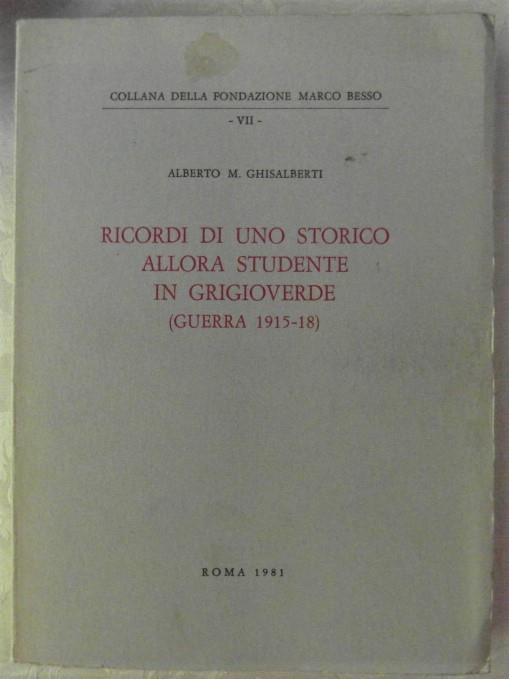 COLLANA DELLA FONDAZIONE MARCO BESSO
- VII -
ALBERTO M. GHISALBERTI
RICORDI DI UNO STORICO
ALLORA STUDENTE
IN GRIGIOVERDE
(GUERRA 1915-18)
ROMA 1981